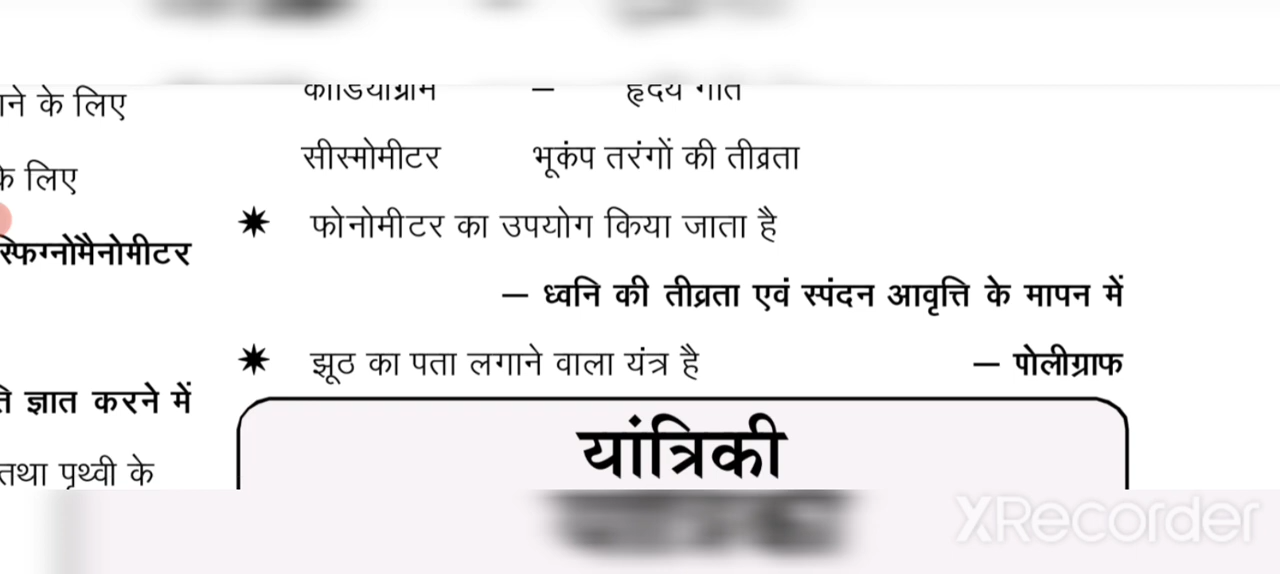 ने के लिए
के लिए
स्फिग्नोमैनोमीटर
ज्ञात करने में
तथा पृथ्वी के
कार्डियोग्राम – हृदय गति
सीस्मोमीटर भूकंप तरंगों की तीव्रता
✷ फोनोमीटर का उपयोग किया जाता है
– ध्वनि की तीव्रता एवं स्पंदन आवृत्ति के मापन में
✷ झूठ का पता लगाने वाला यंत्र है – पोलीग्राफ
यांत्रिकी
XRecorder